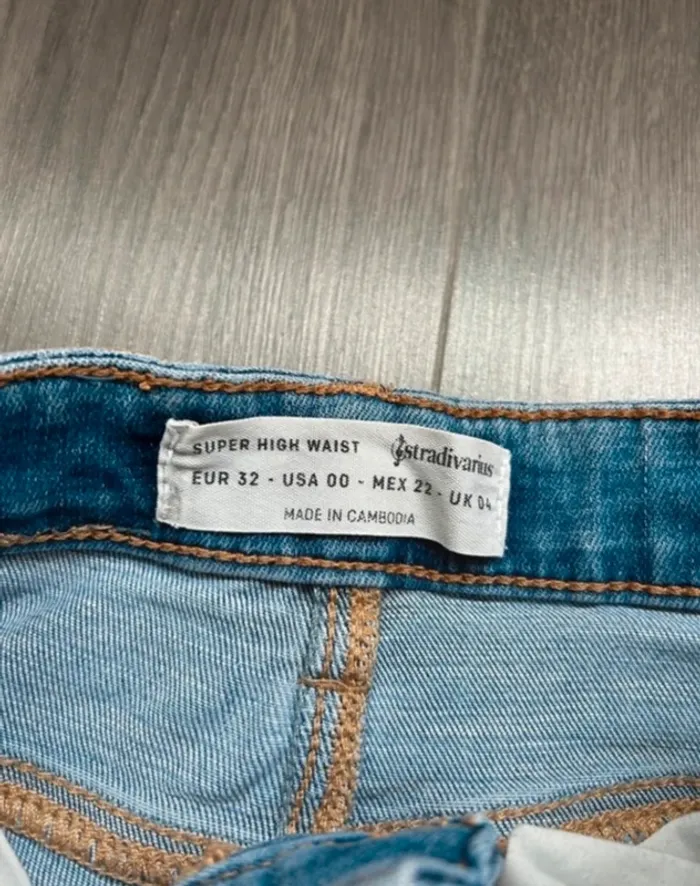 SUPER HIGH WAIST stradivarius
EUR 32 - USA 00 - MEX 22 - UK 04
MADE IN CAMBODIA